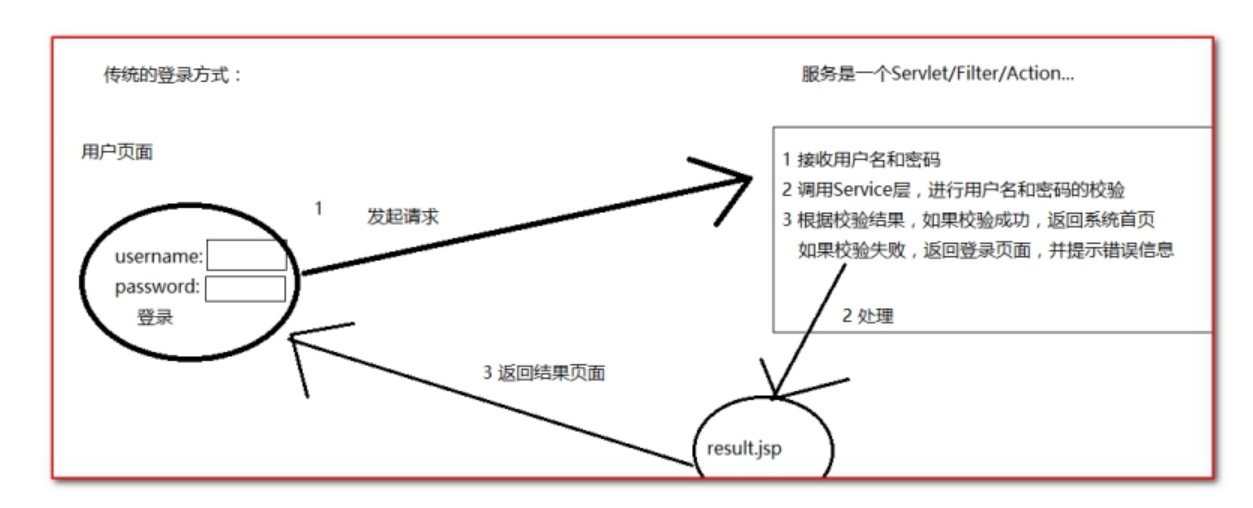 传统的登录方式：
服务是一个Servlet/Filter/Action...
用户页面
1 接收用户名和密码
2 调用Service层，进行用户名和密码的校验
3 根据校验结果，如果校验成功，返回系统首页
如果校验失败，返回登录页面，并提示错误信息
1 发起请求
username:
password:
登录
2 处理
3 返回结果页面
result.jsp